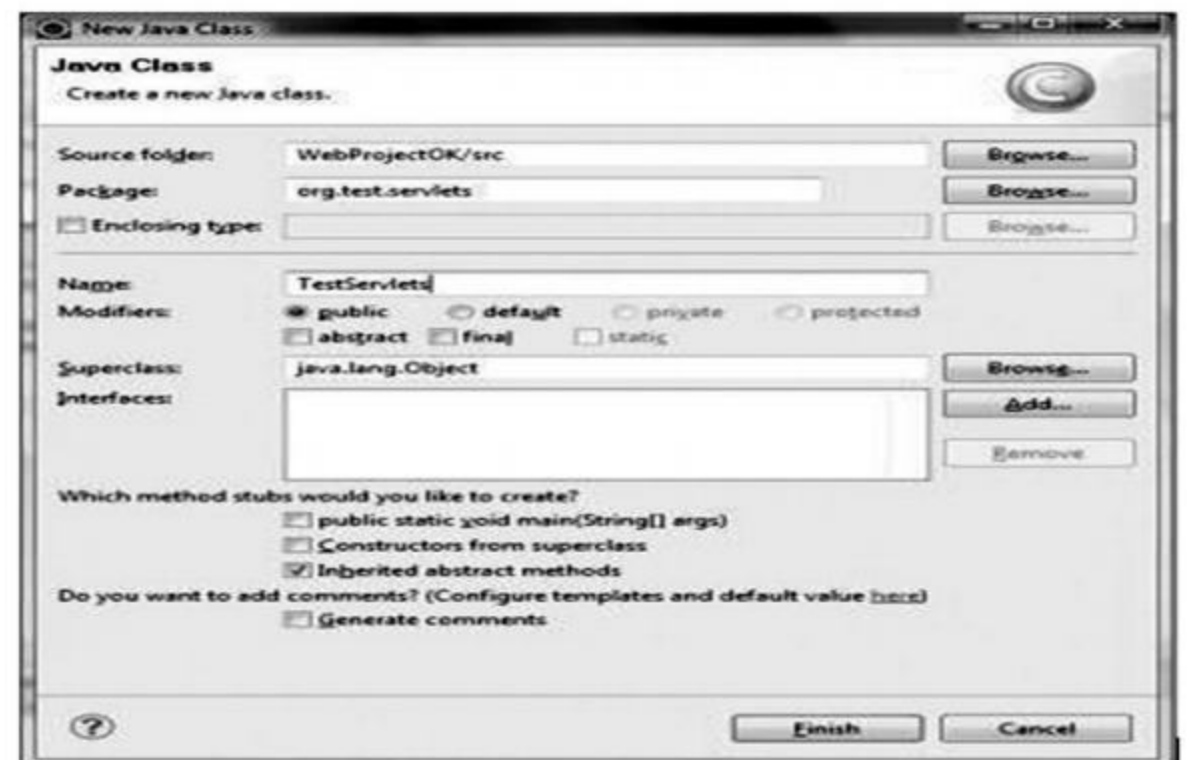 New Java Class
Java Class
Create a new Java class.
Source folder: WebProjectOK/src Browse...
Package: org.test.servlets Browse...
Enclosing type: Browse...
Name: TestServlets
Modifiers: public default private protected
abstract final static
Superclass: java.lang.Object Browse...
Interfaces: Add...
Remove
Which method stubs would you like to create?
public static void main(String[] args)
Constructors from superclass
Inherited abstract methods
Do you want to add comments? (Configure templates and default value here)
Generate comments
? Finish Cancel